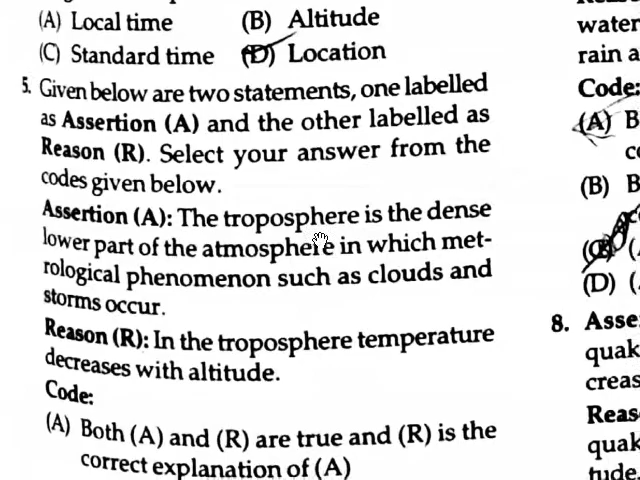 (A) Local time (B) Altitude
(C) Standard time (D) Location
5. Given below are two statements, one labelled
as Assertion (A) and the other labelled as
Reason (R). Select your answer from the
codes given below.
Assertion (A): The troposphere is the dense
lower part of the atmosphere in which met-
rological phenomenon such as clouds and
storms occur.
Reason (R): In the troposphere temperature
decreases with altitude.
Code:
(A) Both (A) and (R) are true and (R) is the
correct explanation of (A)
water
rain a
Code:
(A) B
co
(B) B
(D) (
8. Asse
quak
creas
Reas
quak
tude.